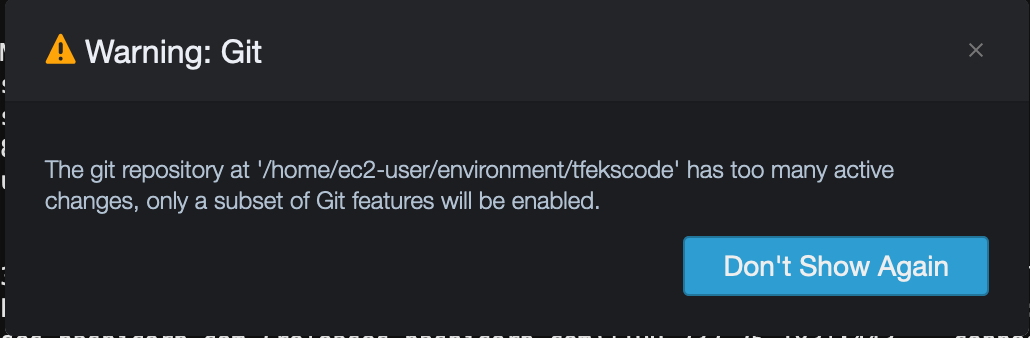 Warning: Git
The git repository at '/home/ec2-user/environment/tfekscode' has too many active
changes, only a subset of Git features will be enabled.
Don't Show Again